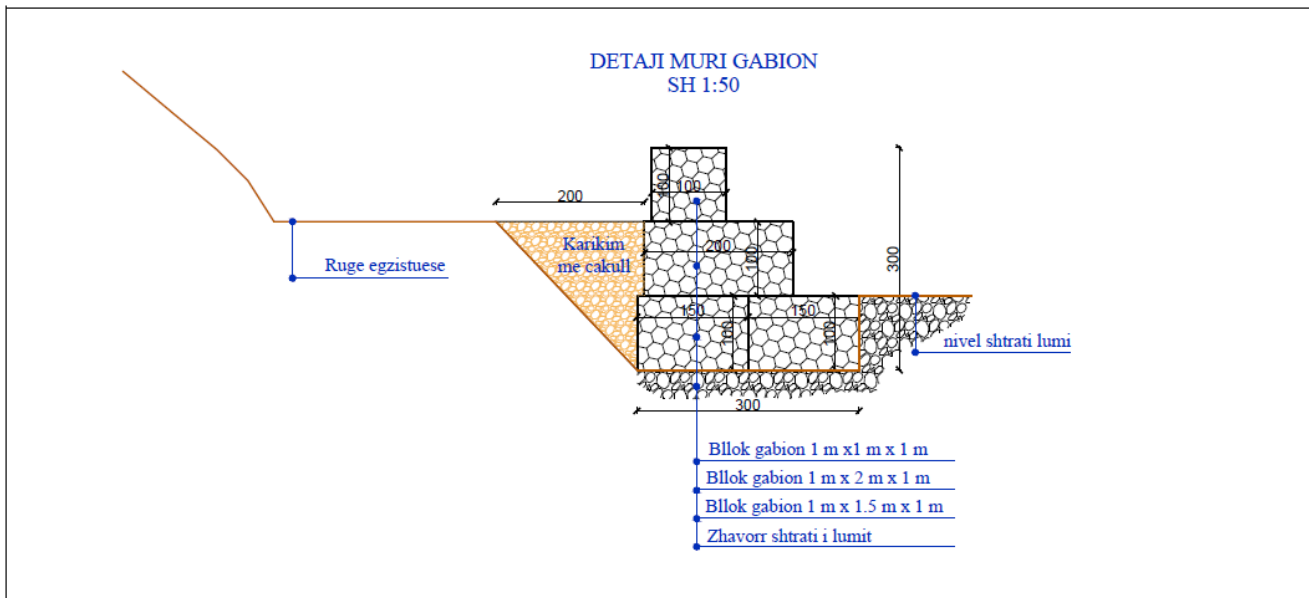 DETAJI MURI GABION
SH 1:50
100
100
200
Karikim
me cakull
200
100
300
Ruge egzistuese
150
150
100
100
nivel shtrati lumi
300
Bllok gabion 1 m x1 m x 1 m
Bllok gabion 1 m x 2 m x 1 m
Bllok gabion 1 m x 1.5 m x 1 m
Zhavorr shtrati i lumit